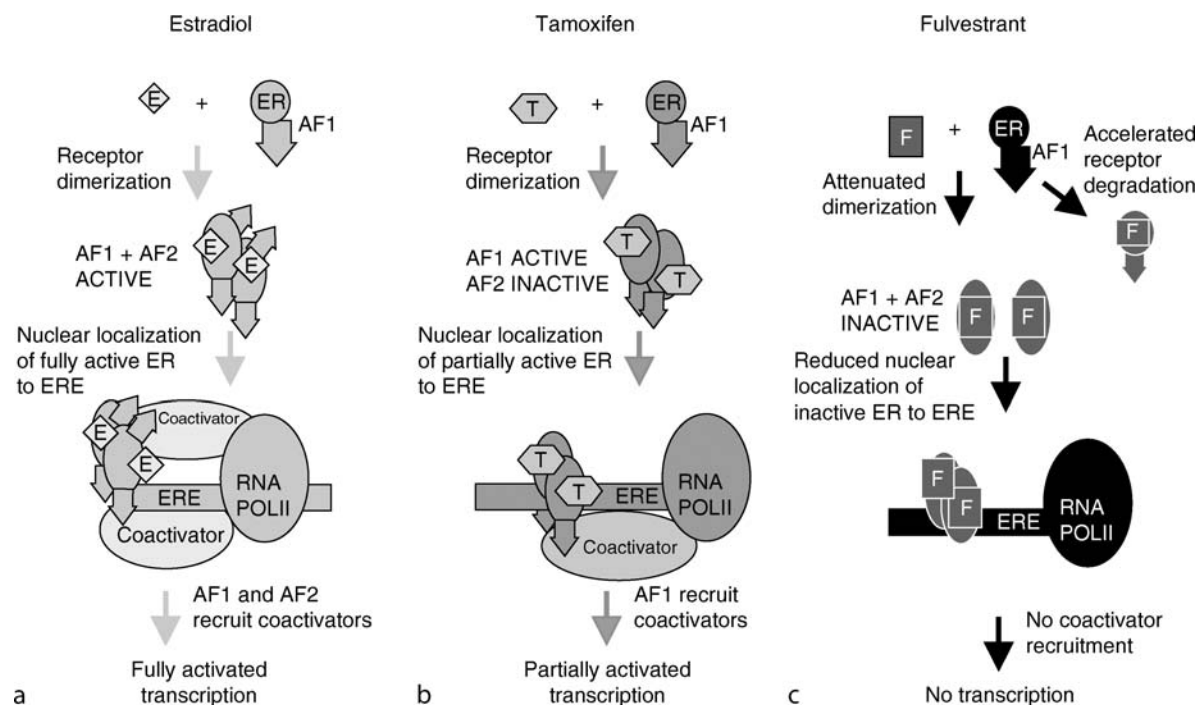 Estradiol
E
+
ER
AF1
Receptor
dimerization
E
E
AF1 + AF2
ACTIVE
Nuclear localization
of fully active ER
to ERE
Coactivator
E
E
ERE
RNA
POLII
Coactivator
AF1 and AF2
recruit coactivators
Fully activated
transcription
a
Tamoxifen
T
+
ER
AF1
Receptor
dimerization
T
T
AF1 ACTIVE
AF2 INACTIVE
Nuclear localization
of partially active ER
to ERE
T
T
ERE
RNA
POLII
Coactivator
AF1 recruit
coactivators
Partially activated
transcription
b
Fulvestrant
F
+
ER
AF1
Accelerated
receptor
degradation
Attenuated
dimerization
F
AF1 + AF2
INACTIVE
F
F
Reduced nuclear
localization of
inactive ER to ERE
F
F
ERE
RNA
POLII
No coactivator
recruitment
No transcription
c